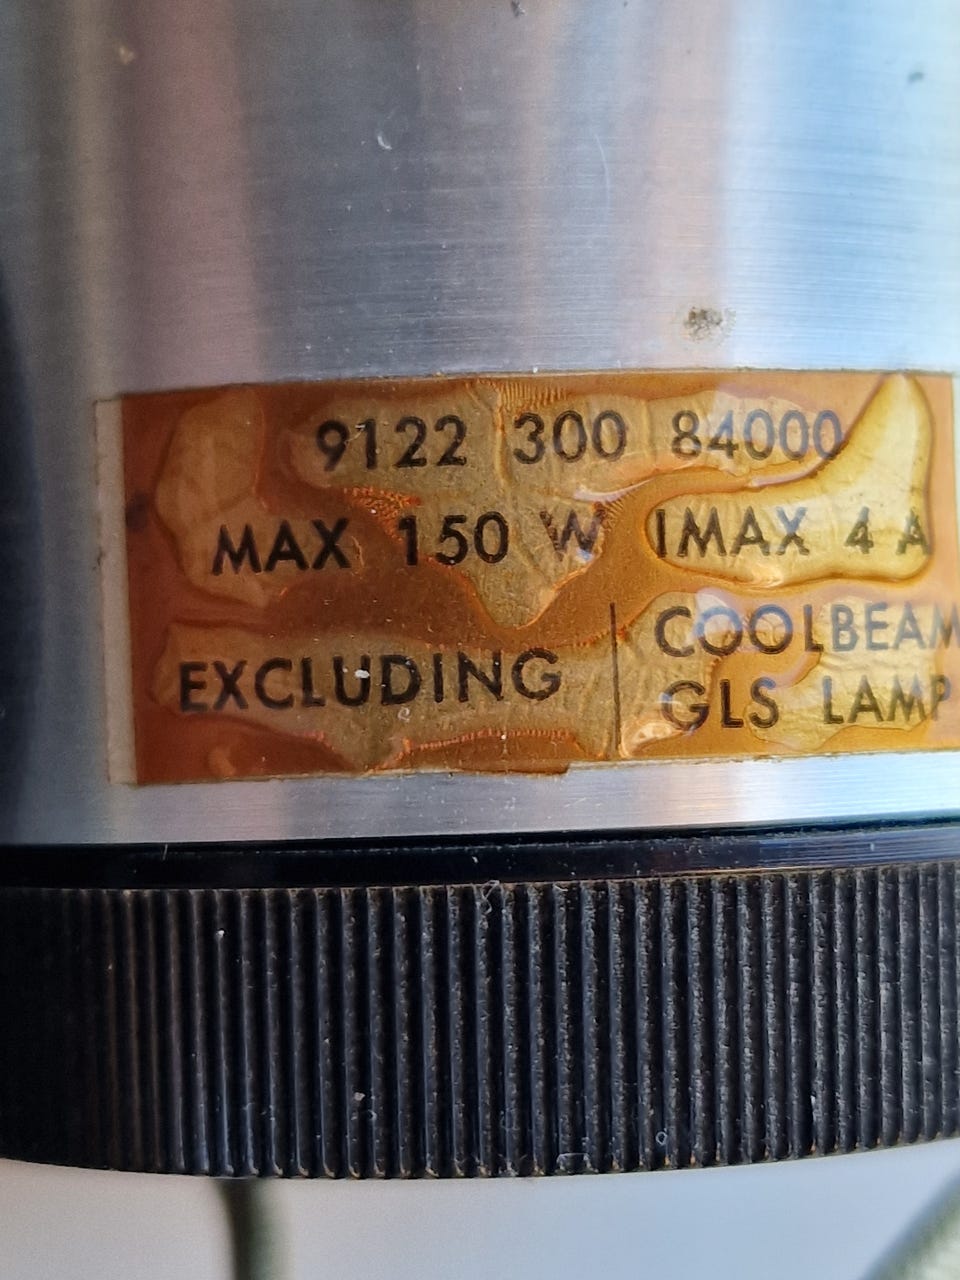 9122 300 84000
MAX 150 W IMAX 4 A
EXCLUDING | COOLBEAM
GLS LAMP